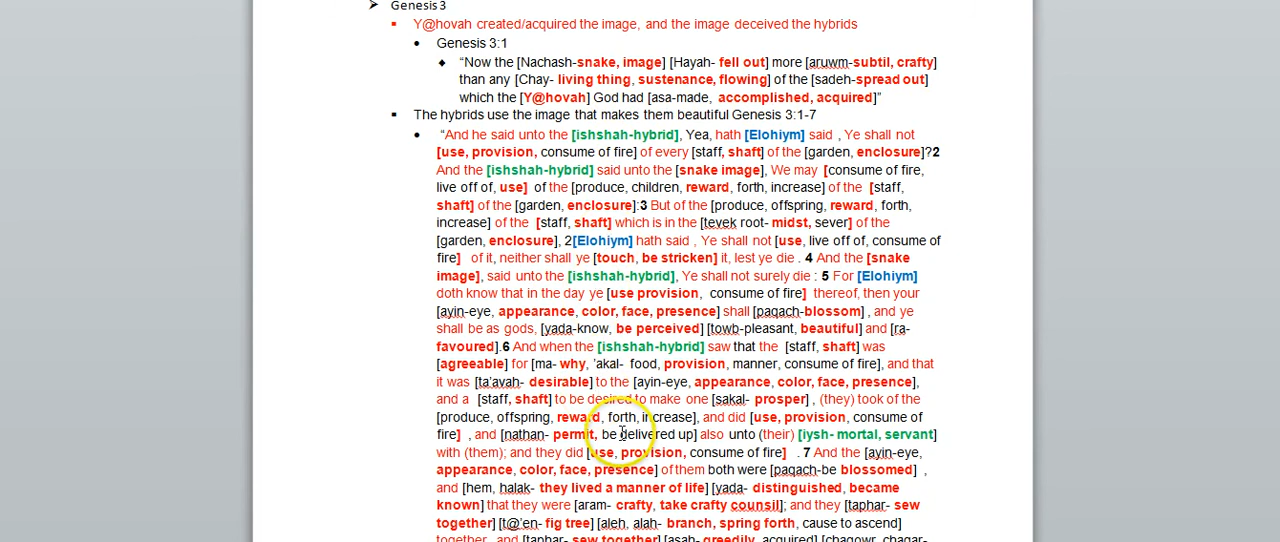 ➢ Genesis 3
▪ Y@hovah created/acquired the image, and the image deceived the hybrids
• Genesis 3:1
◆ “Now the [Nachash-snake, image] [Hayah- fell out] more [aruwm-subtil, crafty]
than any [Chay- living thing, sustenance, flowing] of the [sadeh-spread out]
which the [Y@hovah] God had [asa-made, accomplished, acquired]”
▪ The hybrids use the image that makes them beautiful Genesis 3:1-7
• “And he said unto the [ishshah-hybrid], Yea, hath [Elohiym] said , Ye shall not
[use, provision, consume of fire] of every [staff, shaft] of the [garden, enclosure]?2
And the [ishshah-hybrid] said unto the [snake image], We may [consume of fire,
live off of, use] of the [produce, children, reward, forth, increase] of the [staff,
shaft] of the [garden, enclosure]:3 But of the [produce, offspring, reward, forth,
increase] of the [staff, shaft] which is in the [tevek root- midst, sever] of the
[garden, enclosure], 2[Elohiym] hath said , Ye shall not [use, live off of, consume of
fire] of it, neither shall ye [touch, be stricken] it, lest ye die . 4 And the [snake
image], said unto the [ishshah-hybrid], Ye shall not surely die : 5 For [Elohiym]
doth know that in the day ye [use provision, consume of fire] thereof, then your
[ayin-eye, appearance, color, face, presence] shall [paqach-blossom] , and ye
shall be as gods, [yada-know, be perceived] [towb-pleasant, beautiful] and [ra-
favoured].6 And when the [ishshah-hybrid] saw that the [staff, shaft] was
[agreeable] for [ma- why, 'akal- food, provision, manner, consume of fire], and that
it was [ta'avah- desirable] to the [ayin-eye, appearance, color, face, presence],
and a [staff, shaft] to be desired to make one [sakal- prosper] , (they) took of the
[produce, offspring, reward, forth, increase], and did [use, provision, consume of
fire] , and [nathan- permit, be delivered up] also unto (their) [iysh- mortal, servant]
with (them); and they did [use, provision, consume of fire] . 7 And the [ayin-eye,
appearance, color, face, presence] of them both were [paqach-be blossomed] ,
and [hem, halak- they lived a manner of life] [yada- distinguished, became
known] that they were [aram- crafty, take crafty counsil]; and they [taphar- sew
together] [t@'en- fig tree] [aleh, alah- branch, spring forth, cause to ascend]
together, and [taphar- sew together] [asah- greedily, acquired] [chagowr, chagar-